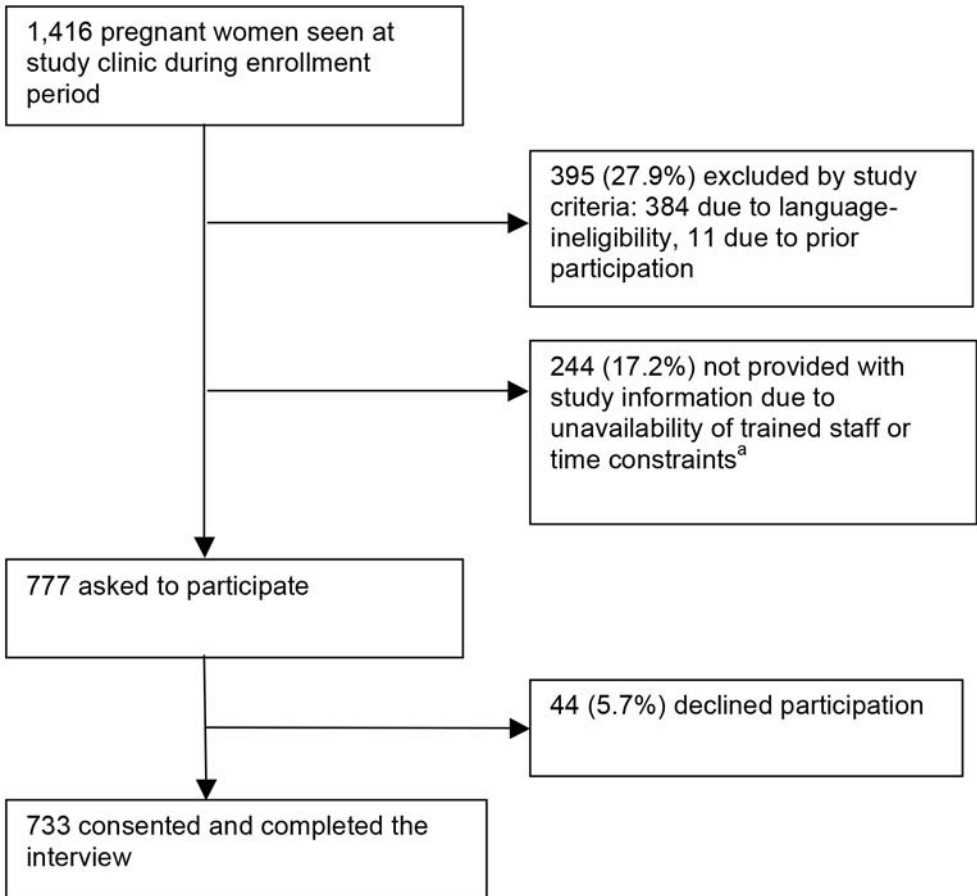 1,416 pregnant women seen at
study clinic during enrollment
period
395 (27.9%) excluded by study
criteria: 384 due to language-
ineligibility, 11 due to prior
participation
244 (17.2%) not provided with
study information due to
unavailability of trained staff or
time constraintsª
777 asked to participate
44 (5.7%) declined participation
733 consented and completed the
interview